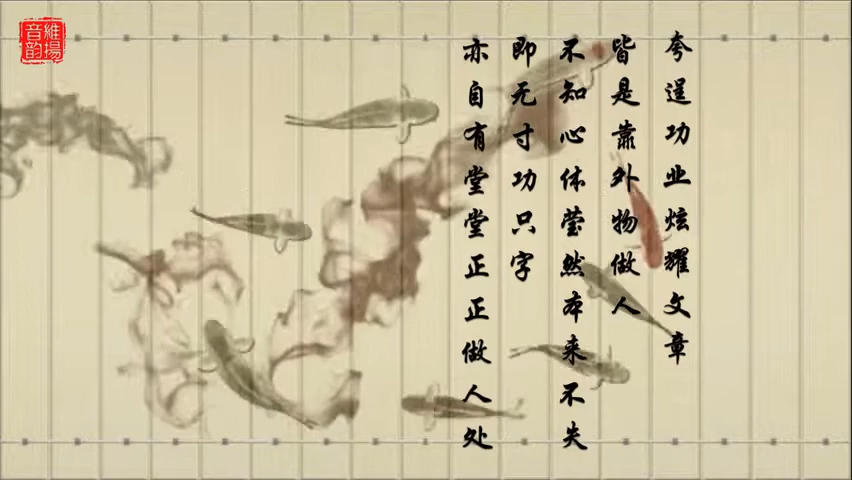 夸逞功业炫耀文章
皆是靠外物做人
不知心体莹然本来不失
即无寸功只字
亦自有堂堂正正做人处
維揚音韵